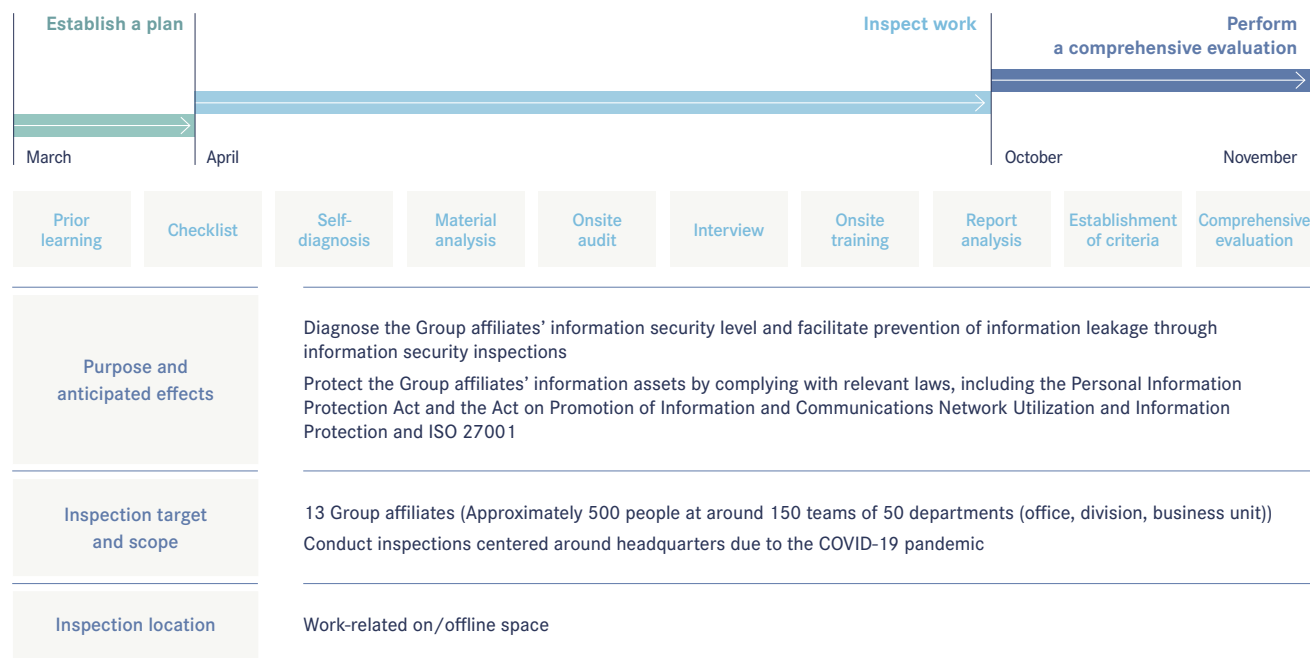 Establish a plan
Inspect work
Perform
a comprehensive evaluation
March
April
October
November
Prior
learning
Checklist
Self-
diagnosis
Material
analysis
Onsite
audit
Interview
Onsite
training
Report
analysis
Establishment
of criteria
Comprehensive
evaluation
Purpose and
anticipated effects
Diagnose the Group affiliates' information security level and facilitate prevention of information leakage through
information security inspections
Protect the Group affiliates' information assets by complying with relevant laws, including the Personal Information
Protection Act and the Act on Promotion of Information and Communications Network Utilization and Information
Protection and ISO 27001
Inspection target
and scope
13 Group affiliates (Approximately 500 people at around 150 teams of 50 departments (office, division, business unit))
Conduct inspections centered around headquarters due to the COVID-19 pandemic
Inspection location
Work-related on/offline space